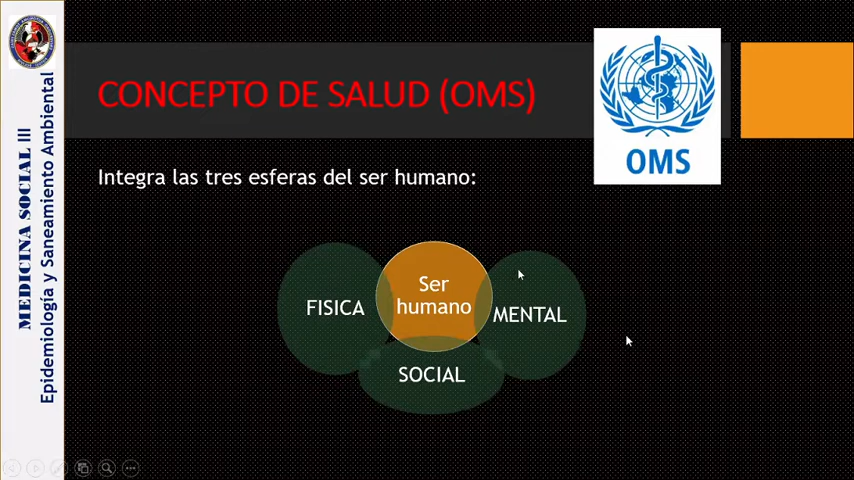 CONCEPTO DE SALUD (OMS)
OMS
Integra las tres esferas del ser humano:
Ser
humano
FISICA
MENTAL
SOCIAL
MEDICINA SOCIAL III
Epidemiología y Saneamiento Ambiental